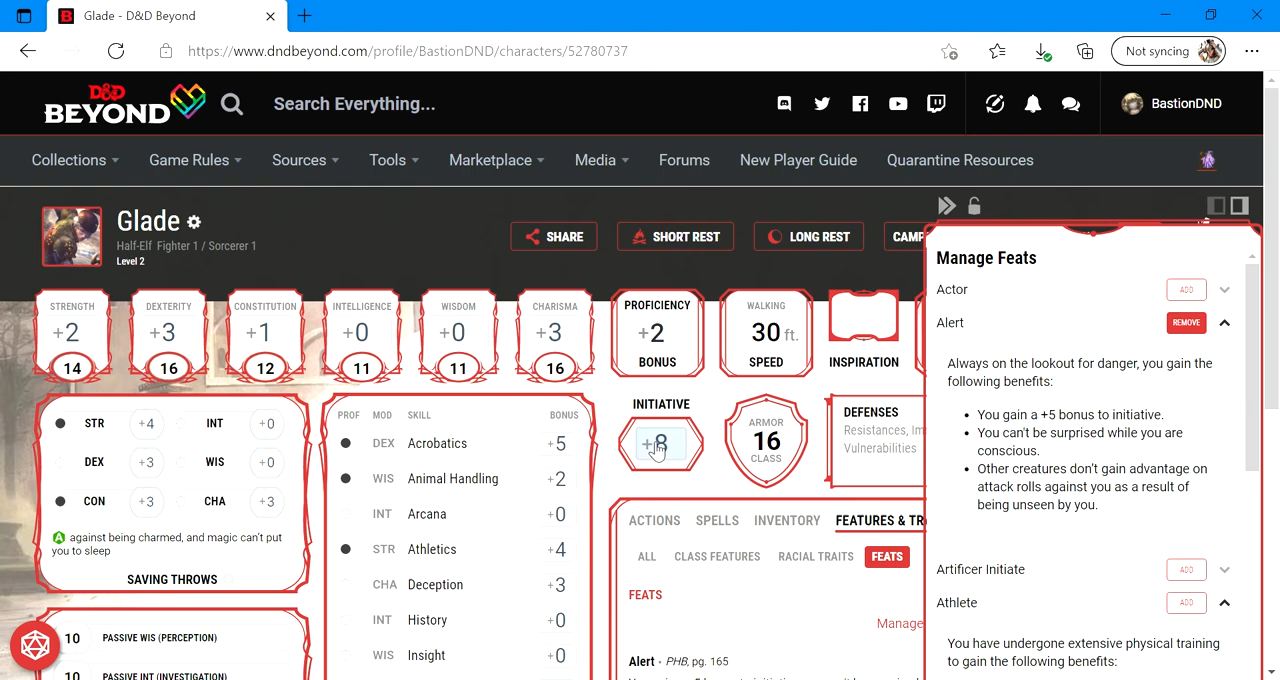 Glade - D&D Beyond
https://www.dndbeyond.com/profile/BastionDND/characters/52780737
Not syncing
D&D
BEYOND
Search Everything...
BastionDND
Collections
Game Rules
Sources
Tools
Marketplace
Media
Forums
New Player Guide
Quarantine Resources
Glade
Half-Elf Fighter 1 / Sorcerer 1
Level 2
SHARE
SHORT REST
LONG REST
CAMP
STRENGTH
+2
14
DEXTERITY
+3
16
CONSTITUTION
+1
12
INTELLIGENCE
+0
11
WISDOM
+0
11
CHARISMA
+3
16
PROFICIENCY
+2
BONUS
WALKING
30 ft.
SPEED
INSPIRATION
STR +4 INT +0
DEX +3 WIS +0
CON +3 CHA +3
against being charmed, and magic can't put
you to sleep
SAVING THROWS
10 PASSIVE WIS (PERCEPTION)
10 PASSIVE INT (INVESTIGATION)
PROF MOD SKILL BONUS
DEX Acrobatics +5
WIS Animal Handling +2
INT Arcana +0
STR Athletics +4
CHA Deception +3
INT History +0
WIS Insight +0
INITIATIVE
+8
ARMOR
16
CLASS
DEFENSES
Resistances, Im
Vulnerabilities
ACTIONS SPELLS INVENTORY FEATURES & TR
ALL CLASS FEATURES RACIAL TRAITS FEATS
FEATS
Manage
Alert • PHB, pg. 165
Manage Feats
Actor ADD
Alert REMOVE
Always on the lookout for danger, you gain the
following benefits:
• You gain a +5 bonus to initiative.
• You can't be surprised while you are
conscious.
• Other creatures don't gain advantage on
attack rolls against you as a result of
being unseen by you.
Artificer Initiate ADD
Athlete ADD
You have undergone extensive physical training
to gain the following benefits: